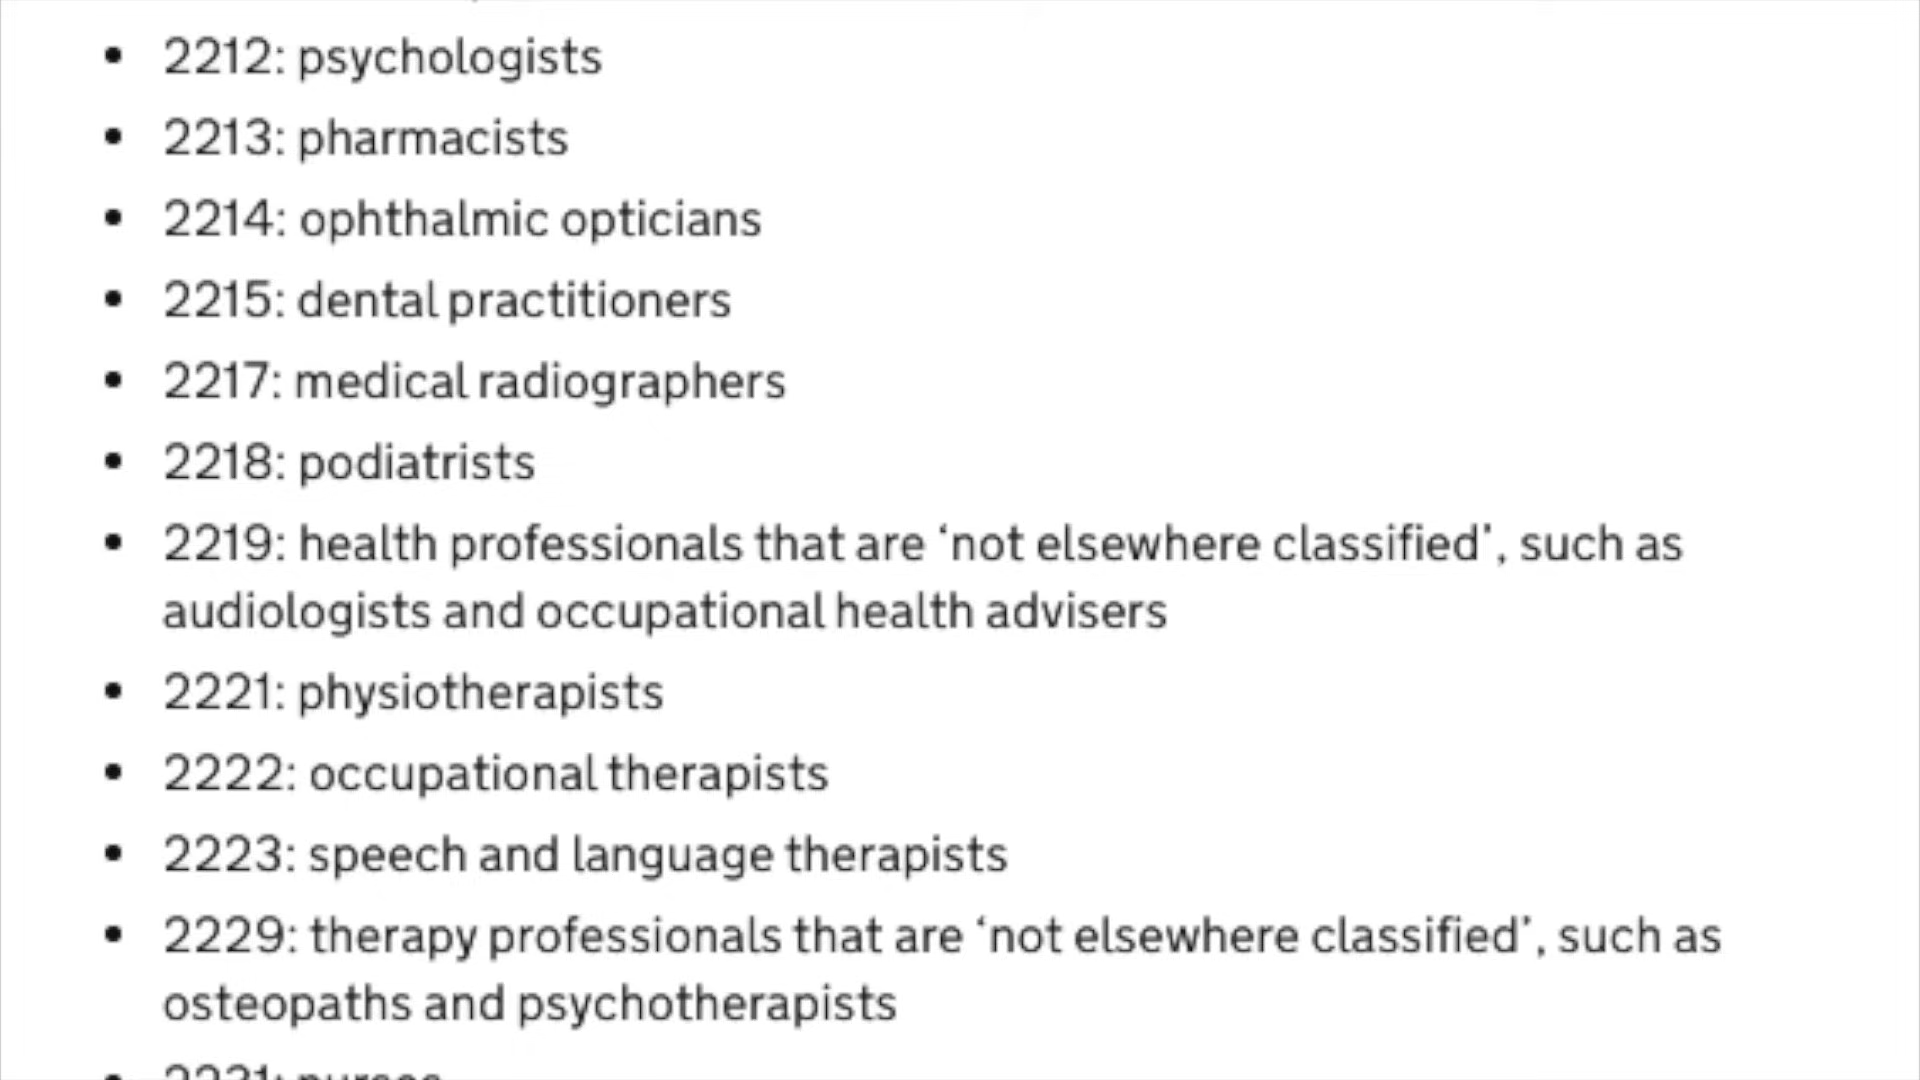 • 2212: psychologists
• 2213: pharmacists
• 2214: ophthalmic opticians
• 2215: dental practitioners
• 2217: medical radiographers
• 2218: podiatrists
• 2219: health professionals that are ‘not elsewhere classified’, such as
audiologists and occupational health advisers
• 2221: physiotherapists
• 2222: occupational therapists
• 2223: speech and language therapists
• 2229: therapy professionals that are ‘not elsewhere classified’, such as
osteopaths and psychotherapists
• 2231: nurses